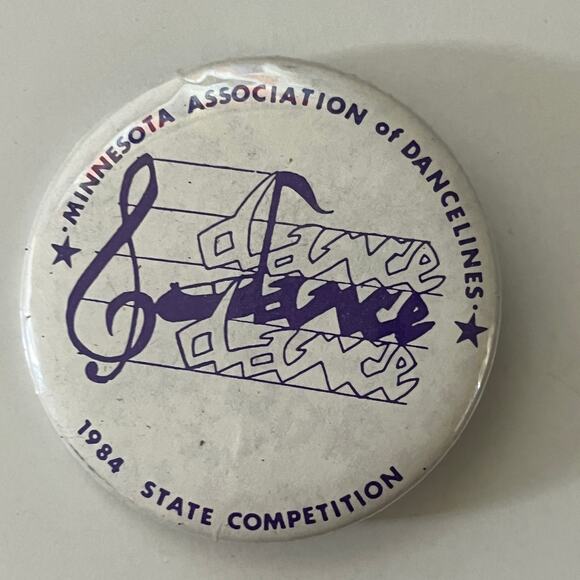 MINNESOTA ASSOCIATION of DANCELINES
dance
dance
dance
1984 STATE COMPETITION